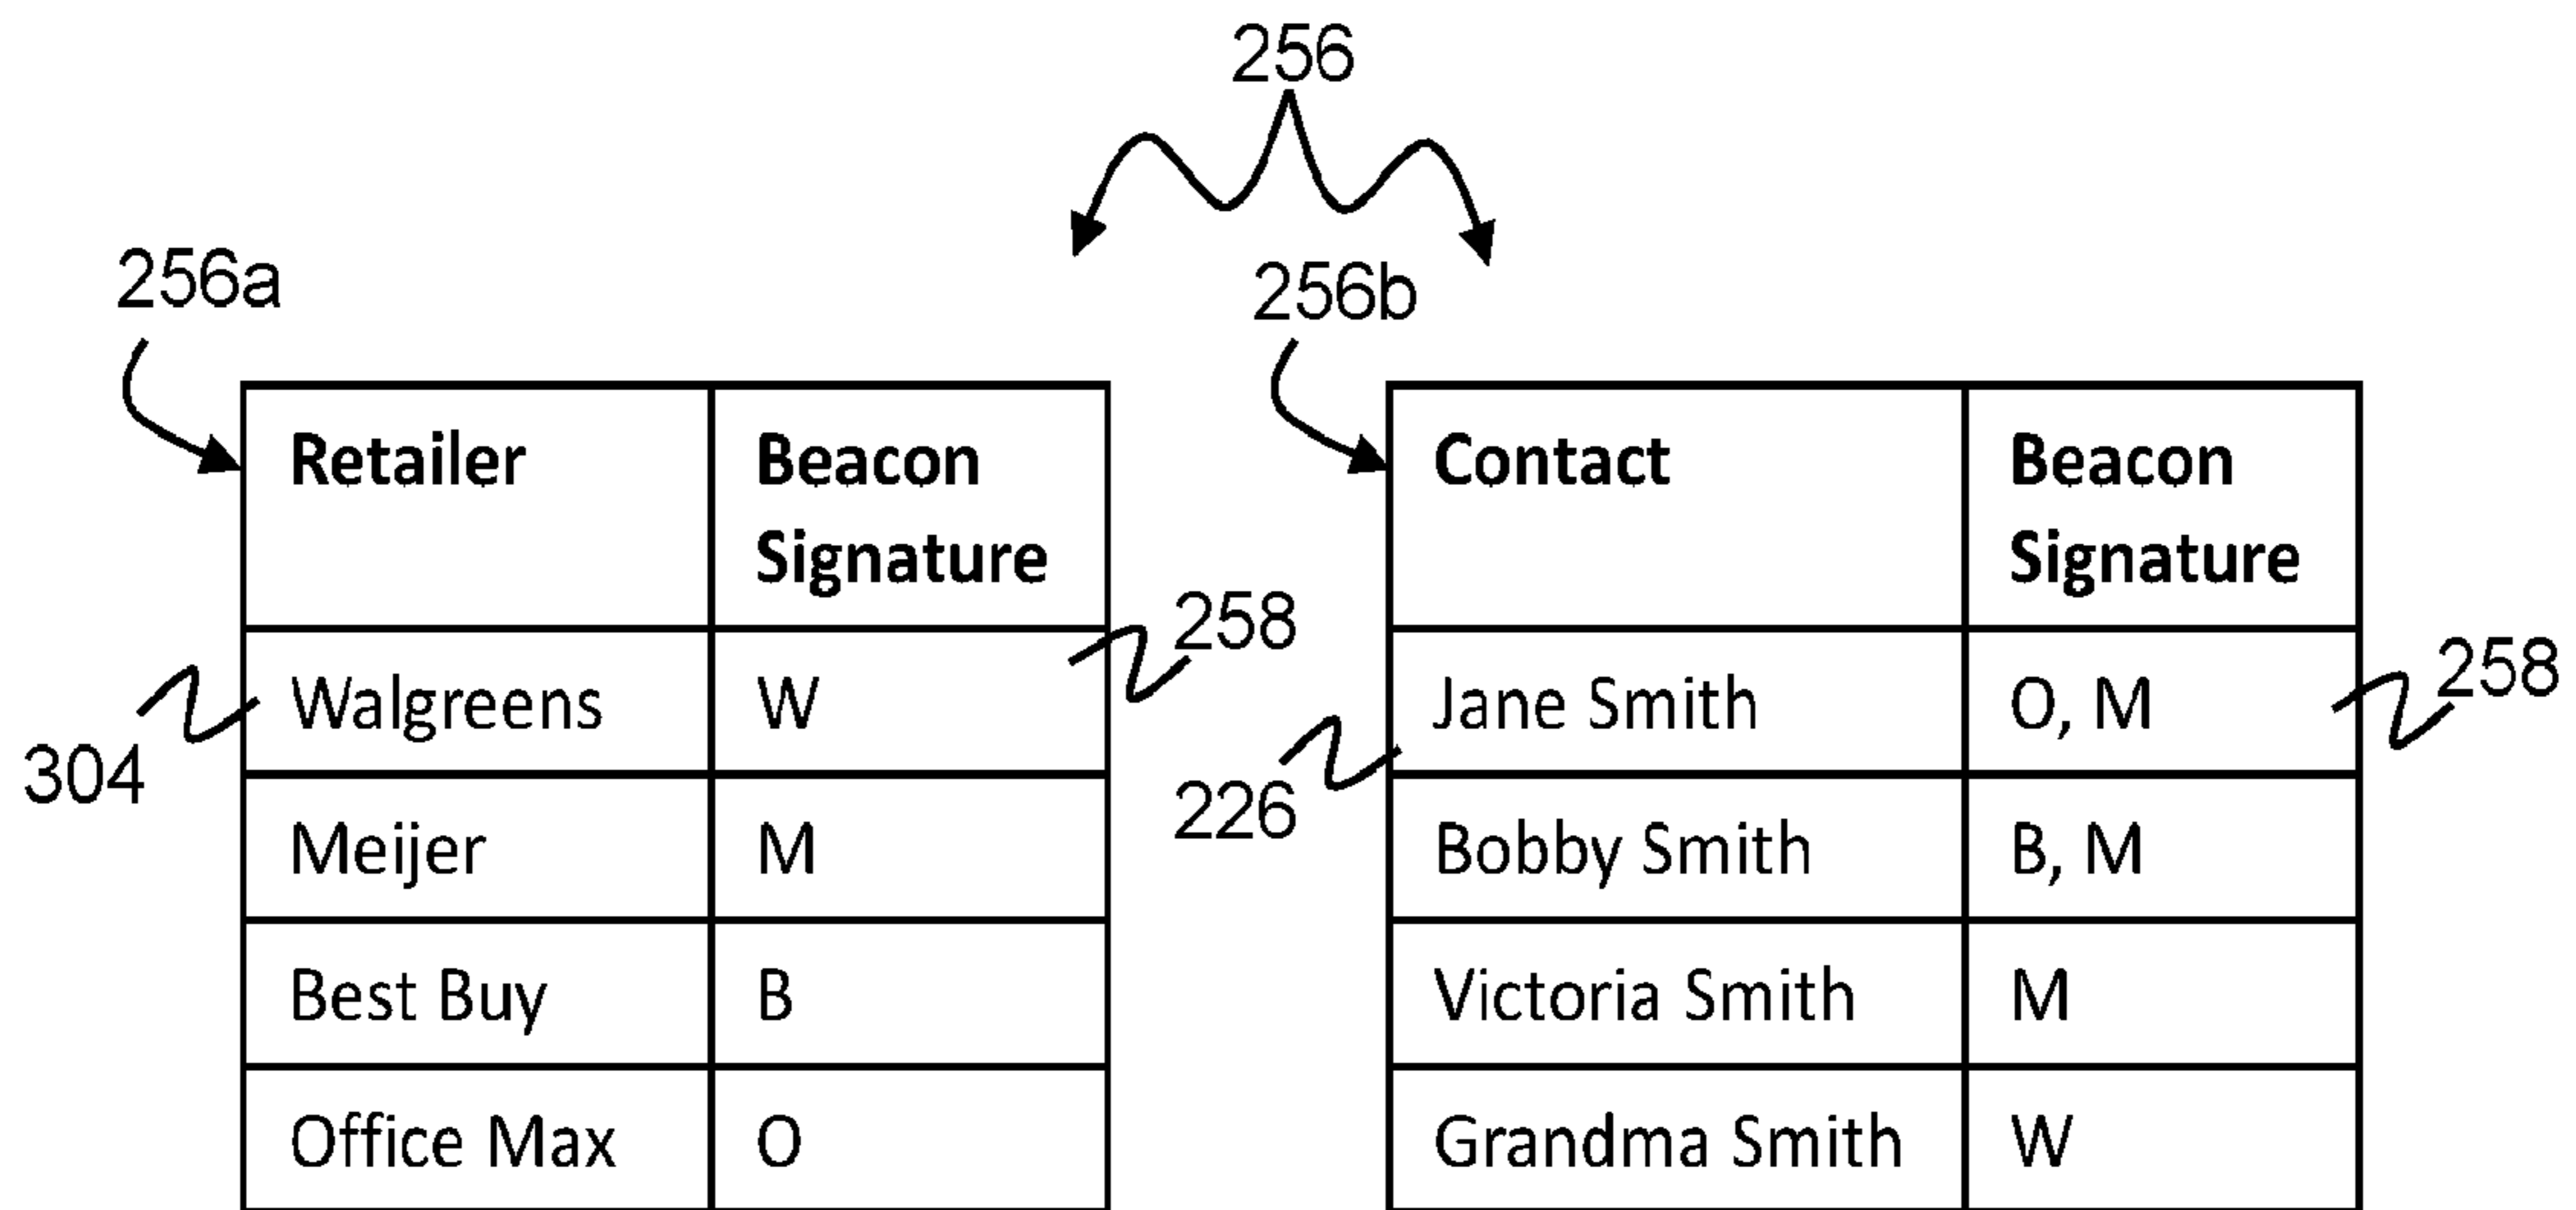 256
256a
256b
Retailer Beacon Signature
Walgreens W
Meijer M
Best Buy B
Office Max O
304
258
Contact Beacon Signature
Jane Smith O, M
Bobby Smith B, M
Victoria Smith M
Grandma Smith W
226
258